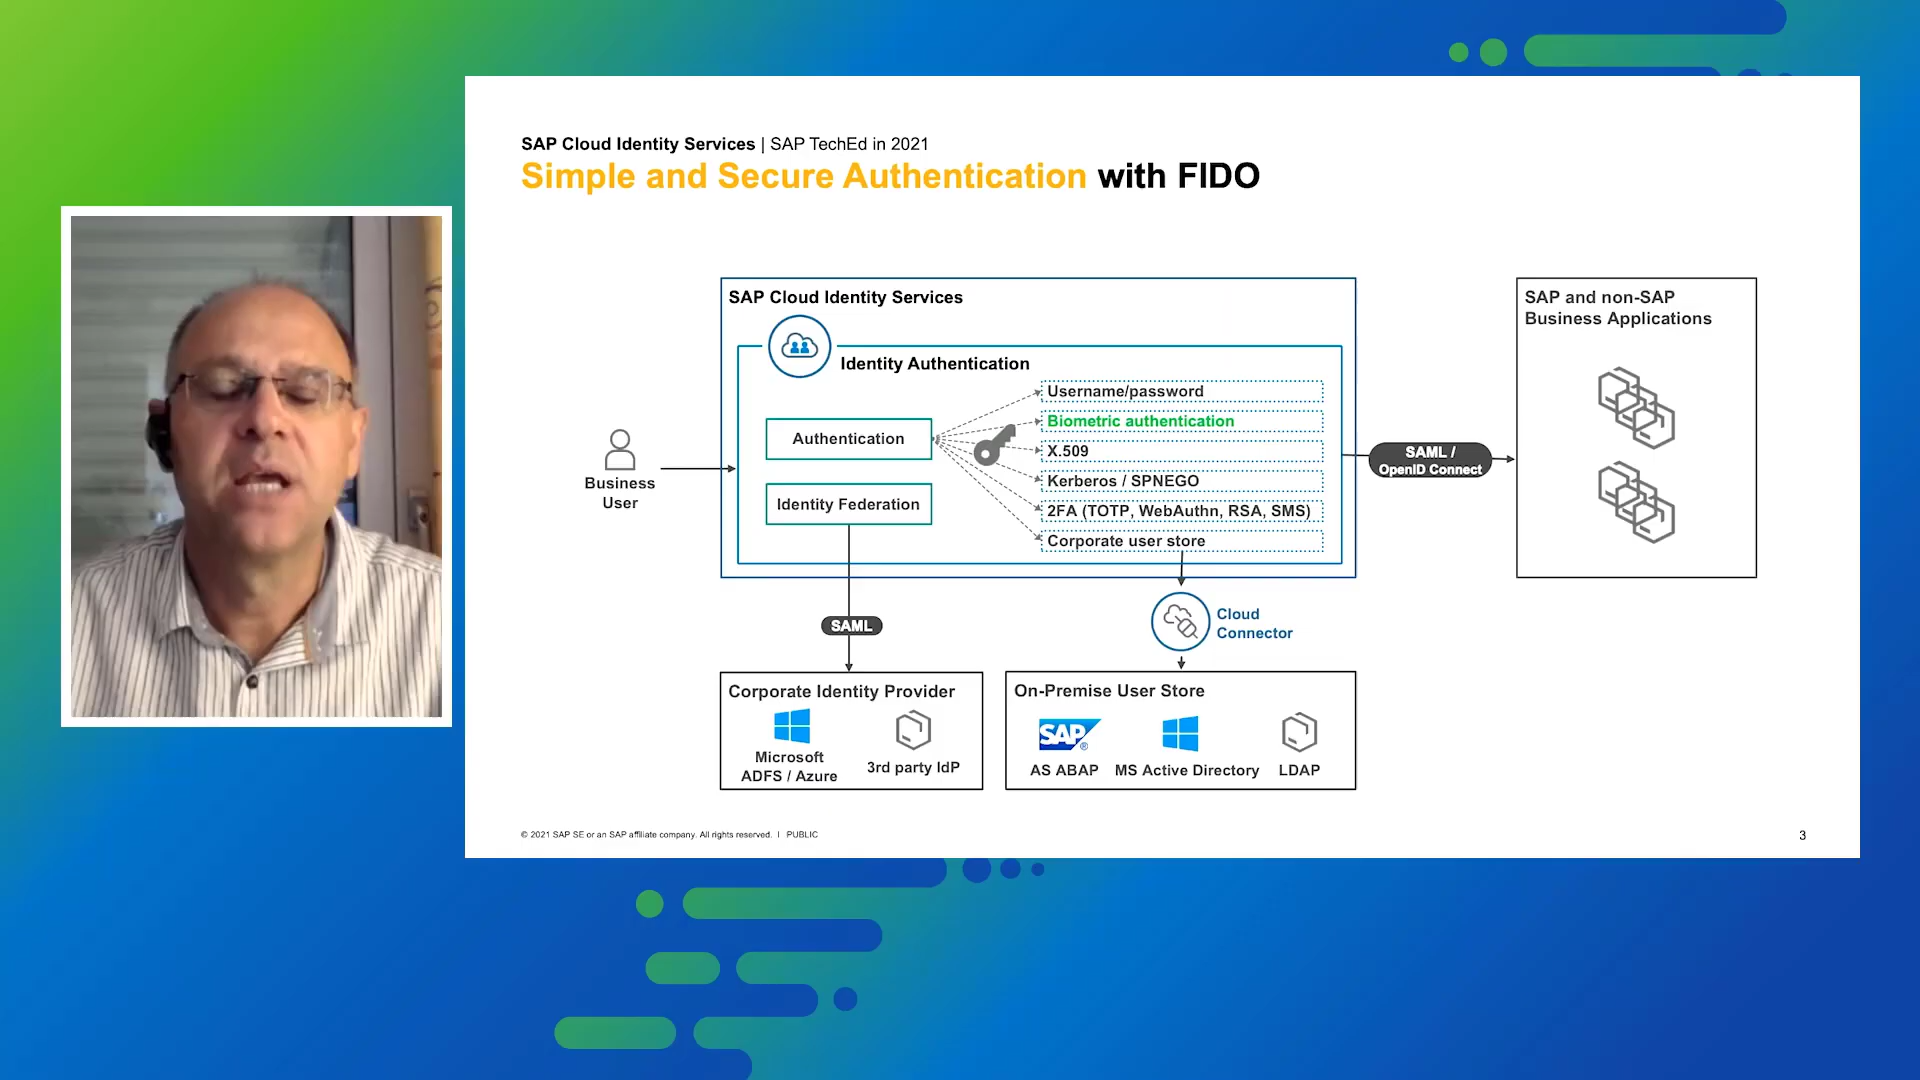 SAP Cloud Identity Services | SAP TechEd in 2021
Simple and Secure Authentication with FIDO
SAP Cloud Identity Services
Identity Authentication
Authentication
Identity Federation
Username/password
Biometric authentication
X.509
Kerberos / SPNEGO
2FA (TOTP, WebAuthn, RSA, SMS)
Corporate user store
Business
User
SAML /
OpenID Connect
SAP and non-SAP
Business Applications
SAML
Cloud
Connector
Corporate Identity Provider
Microsoft
ADFS / Azure
3rd party IdP
On-Premise User Store
SAP®
AS ABAP
MS Active Directory
LDAP
© 2021 SAP SE or an SAP affiliate company. All rights reserved. | PUBLIC
3